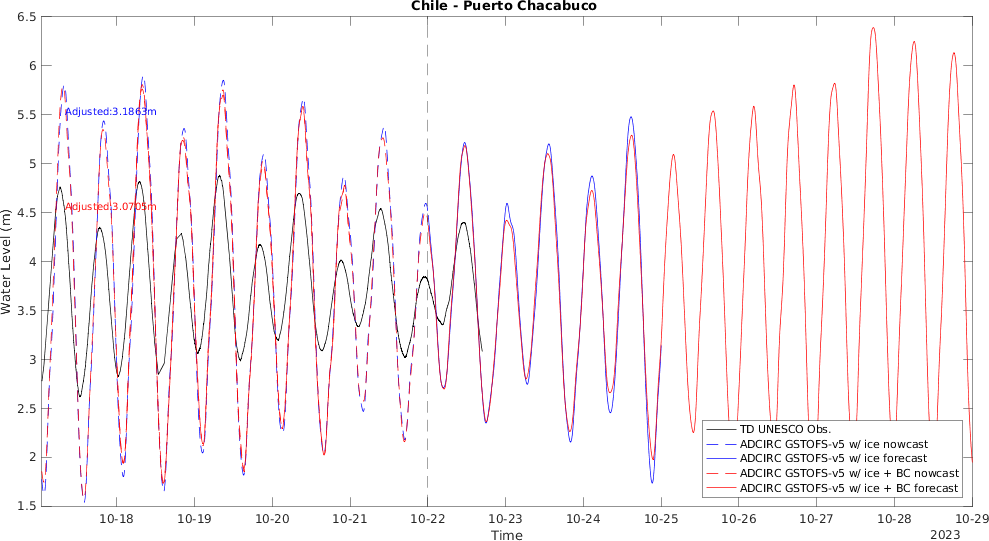 Chile - Puerto Chacabuco
6.5
6
5.5
5
4.5
4
3.5
3
2.5
2
1.5
Water Level (m)
Adjusted:3.1863m
Adjusted:3.0705m
TD UNESCO Obs.
ADCIRC GSTOFS-v5 w/ ice nowcast
ADCIRC GSTOFS-v5 w/ ice forecast
ADCIRC GSTOFS-v5 w/ ice + BC nowcast
ADCIRC GSTOFS-v5 w/ ice + BC forecast
10-18 10-19 10-20 10-21 10-22 10-23 10-24 10-25 10-26 10-27 10-28 10-29
Time
2023